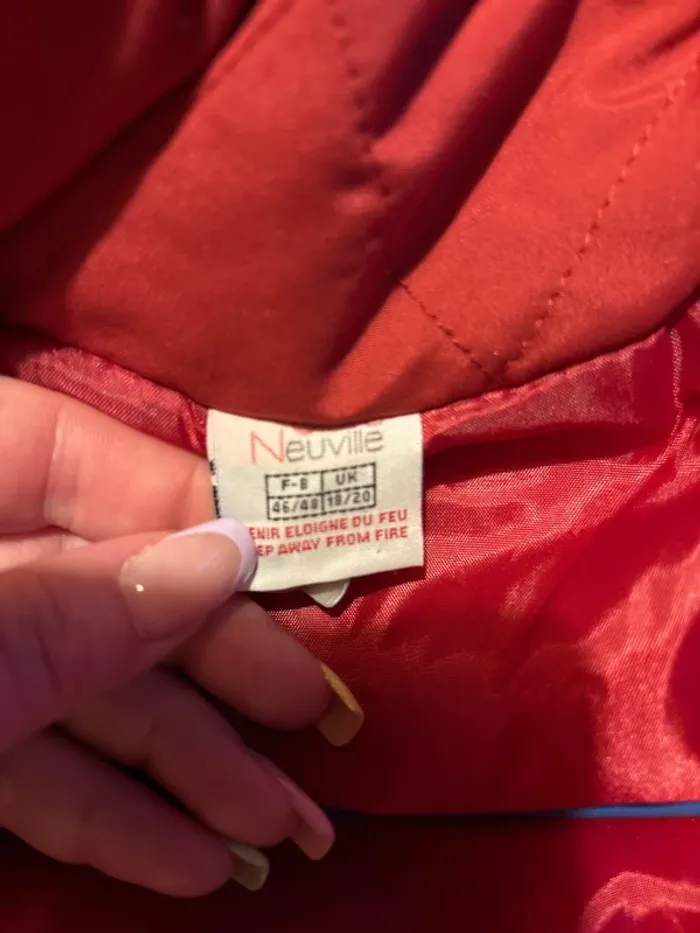 Neuville
F-B UK
46/48 18/20
ENIR ELOIGNE DU FEU
EP AWAY FROM FIRE